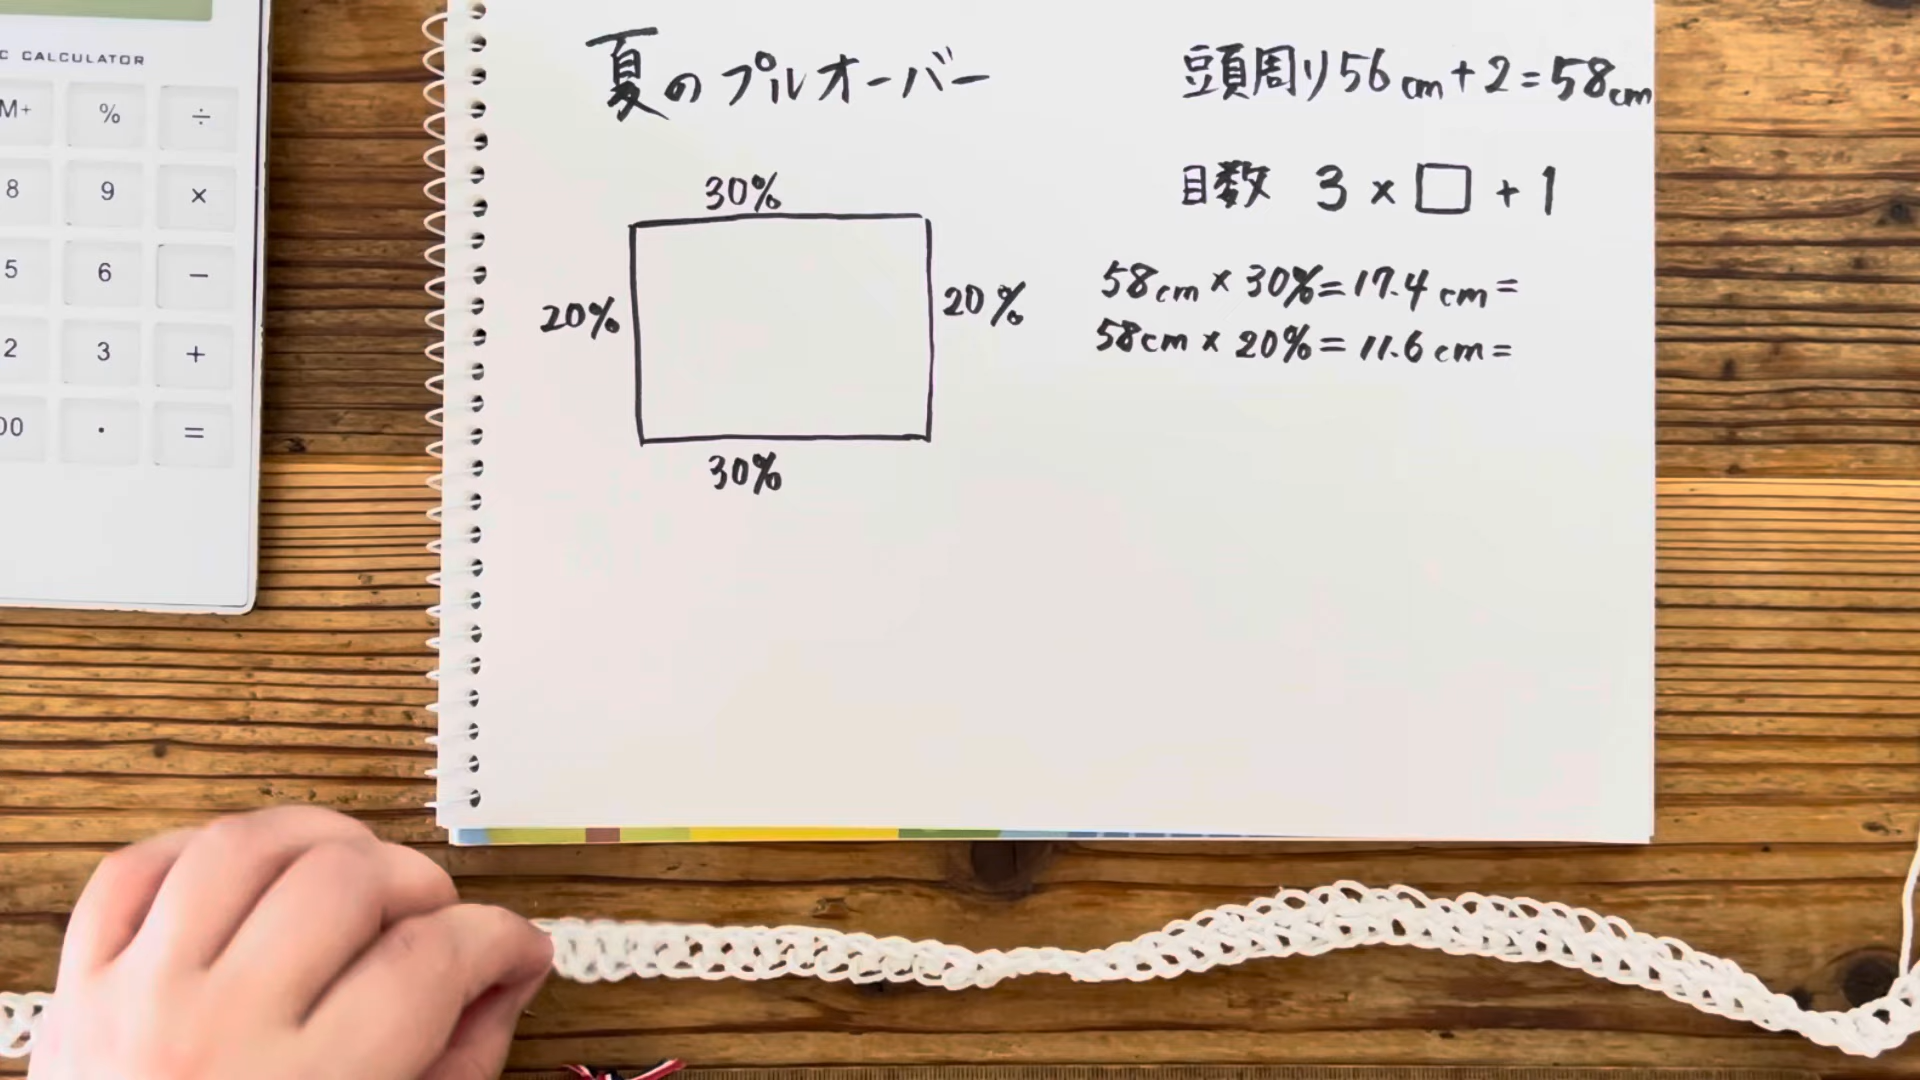 C CALCULATOR
M+ % ÷
8 9 ×
5 6 −
2 3 +
00 · =
夏のプルオーバー
30%
20%
20%
30%
頭周り56cm+2=58cm
目数 3×□+1
58cm×30%=17.4cm=
58cm×20%=11.6cm=